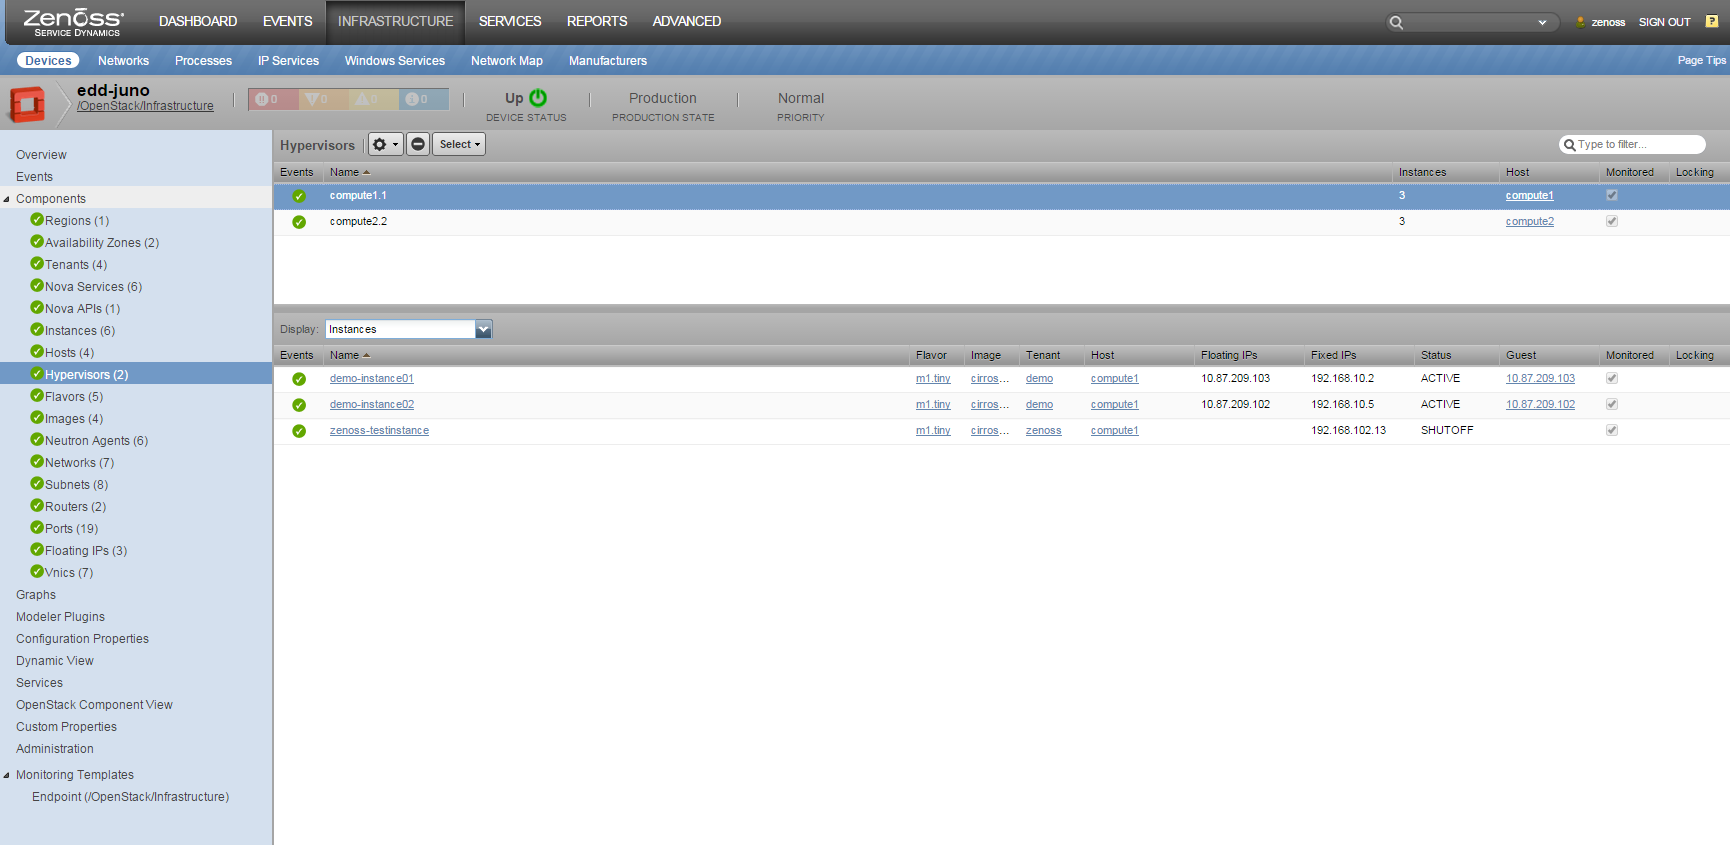 Zenoss
SERVICE DYNAMICS
DASHBOARD EVENTS INFRASTRUCTURE SERVICES REPORTS ADVANCED
zenoss SIGN OUT ?
Devices Networks Processes IP Services Windows Services Network Map Manufacturers Page Tips
edd-juno
/OpenStack/Infrastructure
0 0 0 0
Up
DEVICE STATUS
Production
PRODUCTION STATE
Normal
PRIORITY
Overview
Events
Components
Regions (1)
Availability Zones (2)
Tenants (4)
Nova Services (6)
Nova APIs (1)
Instances (6)
Hosts (4)
Hypervisors (2)
Flavors (5)
Images (4)
Neutron Agents (6)
Networks (7)
Subnets (8)
Routers (2)
Ports (19)
Floating IPs (3)
Vnics (7)
Graphs
Modeler Plugins
Configuration Properties
Dynamic View
Services
OpenStack Component View
Custom Properties
Administration
Monitoring Templates
Endpoint (/OpenStack/Infrastructure)
Hypervisors Select Type to filter...
Events Name Instances Host Monitored Locking
compute1.1 3 compute1
compute2.2 3 compute2
Display: Instances
Events Name Flavor Image Tenant Host Floating IPs Fixed IPs Status Guest Monitored Locking
demo-instance01 m1.tiny cirros... demo compute1 10.87.209.103 192.168.10.2 ACTIVE 10.87.209.103
demo-instance02 m1.tiny cirros... demo compute1 10.87.209.102 192.168.10.5 ACTIVE 10.87.209.102
zenoss-testinstance m1.tiny cirros... zenoss compute1 192.168.102.13 SHUTOFF